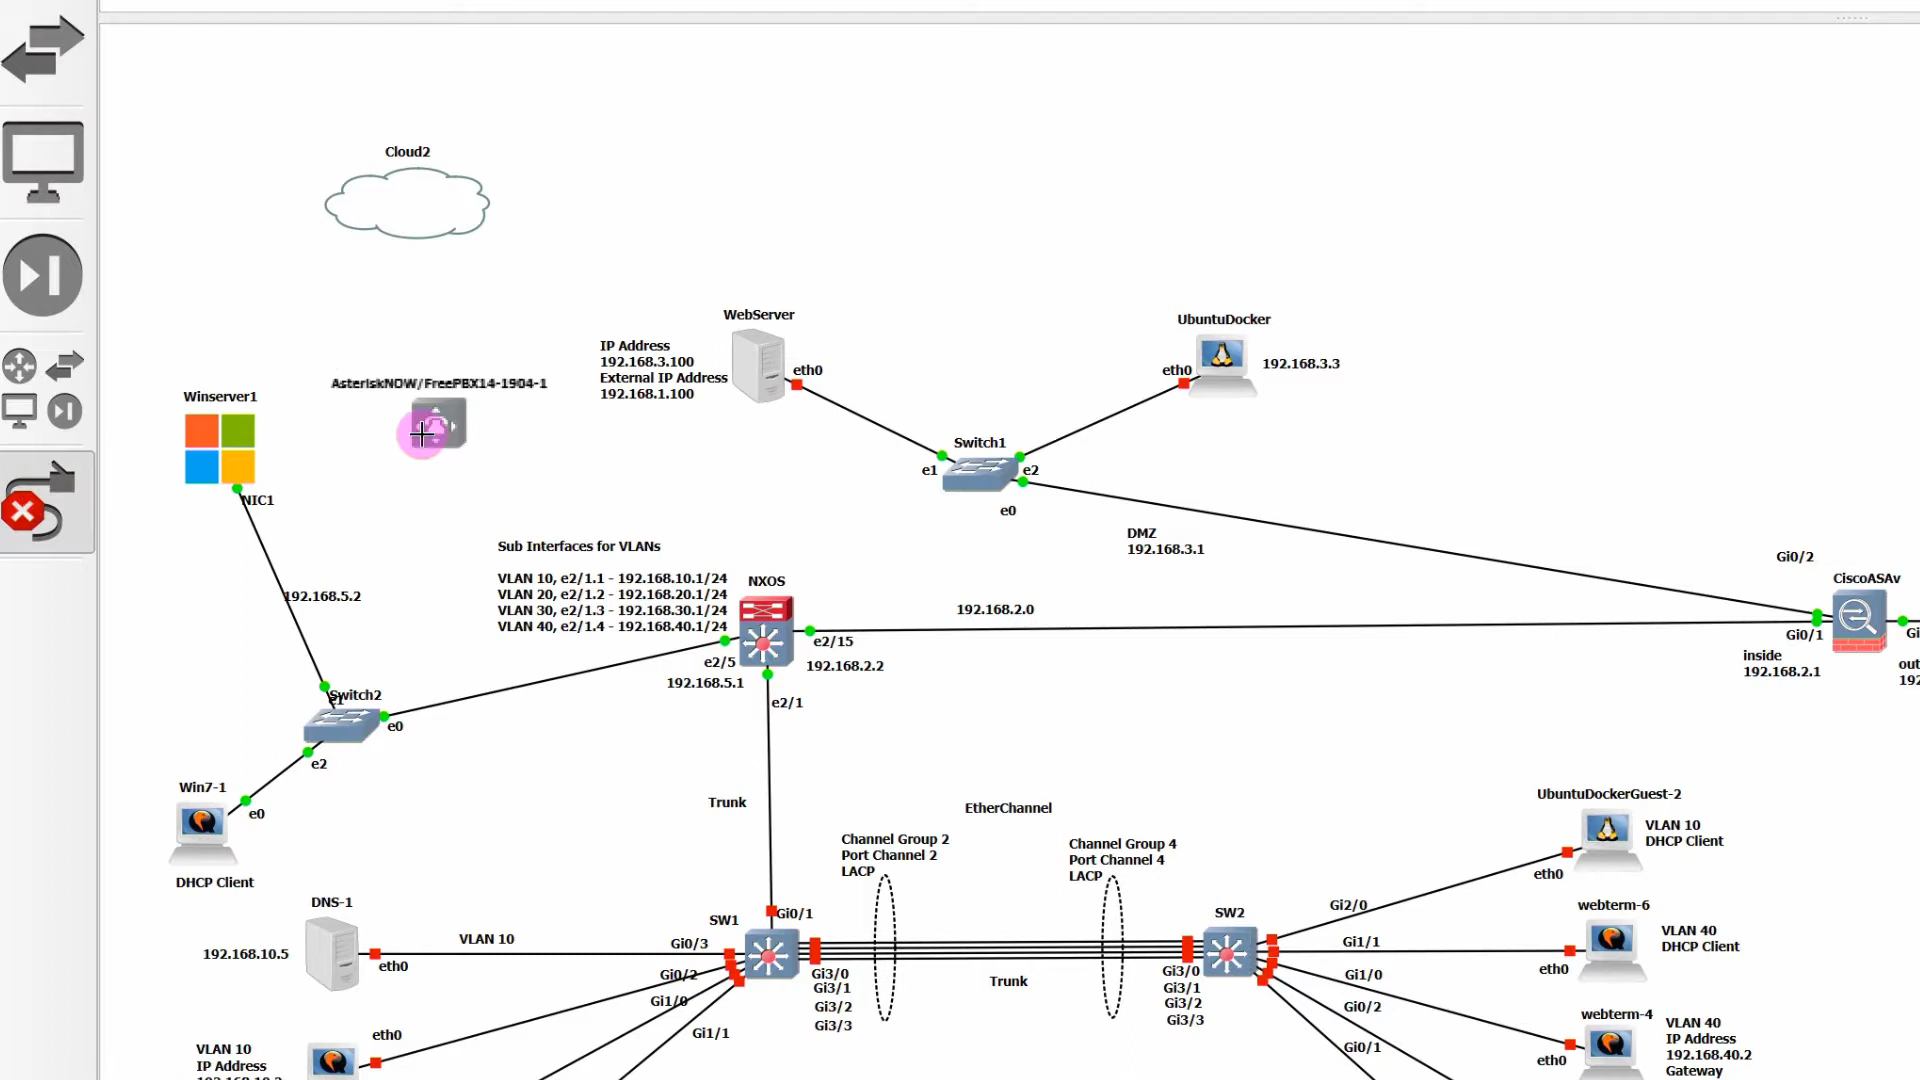 Cloud2
WebServer
UbuntuDocker
IP Address
192.168.3.100
External IP Address
192.168.1.100
eth0
eth0
192.168.3.3
AsteriskNOW/FreePBX14-1904-1
Winserver1
NIC1
Switch1
e1
e2
e0
DMZ
192.168.3.1
Sub Interfaces for VLANs
VLAN 10, e2/1.1 - 192.168.10.1/24
VLAN 20, e2/1.2 - 192.168.20.1/24
VLAN 30, e2/1.3 - 192.168.30.1/24
VLAN 40, e2/1.4 - 192.168.40.1/24
NXOS
192.168.5.2
192.168.2.0
Gi0/2
CiscoASAv
Gi0/1
Gi
inside
192.168.2.1
out
192
e2/15
192.168.2.2
e2/5
192.168.5.1
e2/1
Switch2
e1
e0
e2
Win7-1
e0
DHCP Client
Trunk
EtherChannel
Channel Group 2
Port Channel 2
LACP
Channel Group 4
Port Channel 4
LACP
UbuntuDockerGuest-2
VLAN 10
DHCP Client
eth0
DNS-1
192.168.10.5
eth0
VLAN 10
SW1
Gi0/1
Gi0/3
Gi0/2
Gi1/0
Gi1/1
Gi3/0
Gi3/1
Gi3/2
Gi3/3
Trunk
SW2
Gi3/0
Gi3/1
Gi3/2
Gi3/3
Gi2/0
Gi1/1
Gi1/0
Gi0/2
Gi0/1
webterm-6
VLAN 40
DHCP Client
eth0
webterm-4
VLAN 40
IP Address
192.168.40.2
Gateway
eth0
eth0
VLAN 10
IP Address